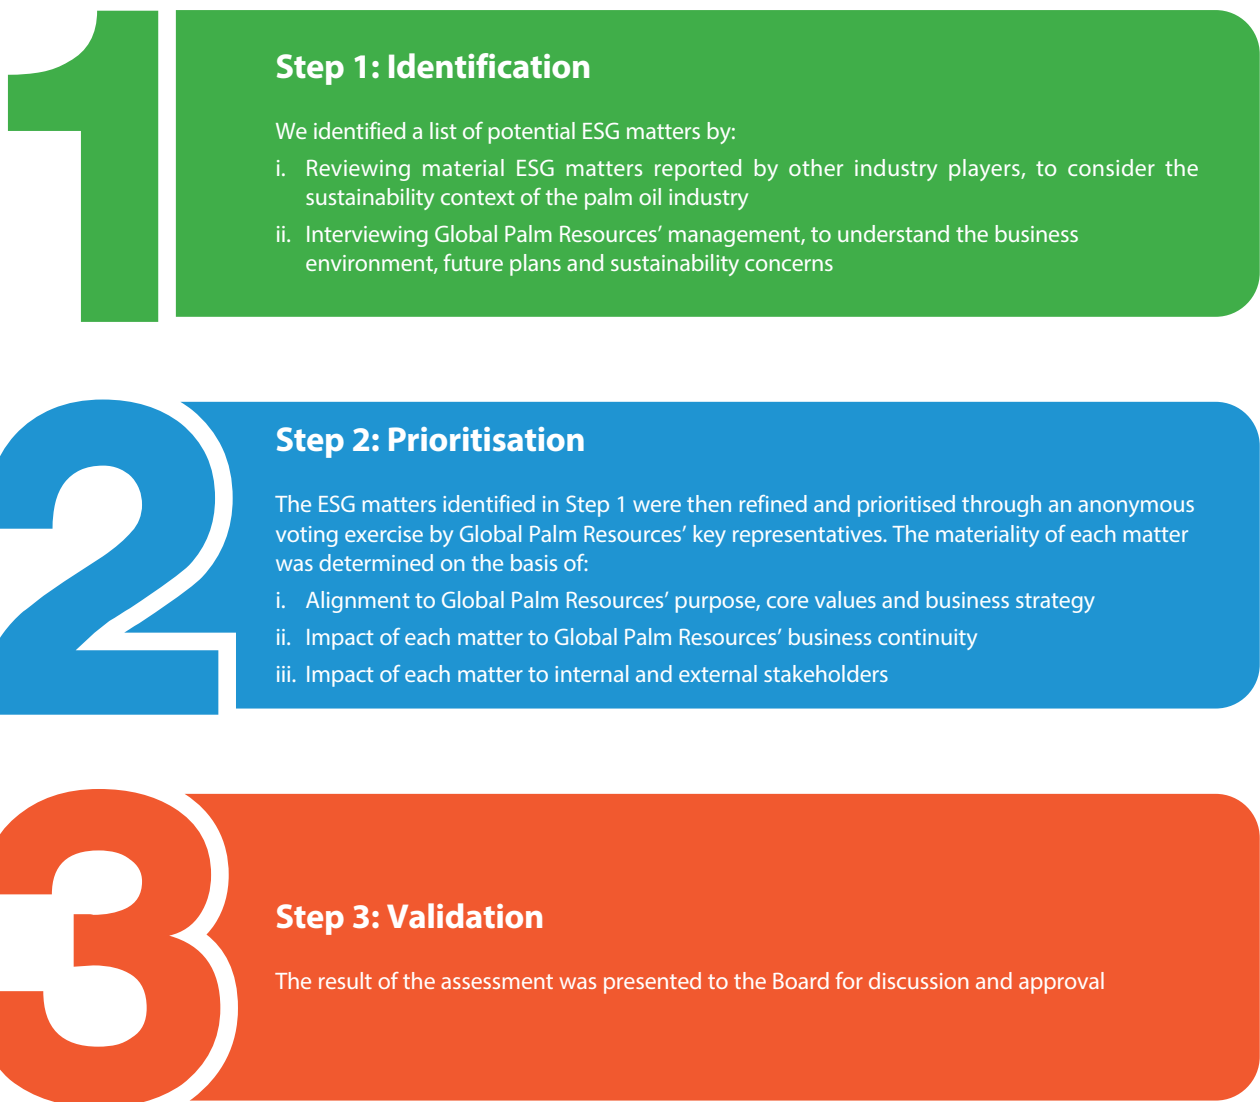 1
Step 1: Identification
We identified a list of potential ESG matters by:
i. Reviewing material ESG matters reported by other industry players, to consider the
sustainability context of the palm oil industry
ii. Interviewing Global Palm Resources’ management, to understand the business
environment, future plans and sustainability concerns
2
Step 2: Prioritisation
The ESG matters identified in Step 1 were then refined and prioritised through an anonymous
voting exercise by Global Palm Resources’ key representatives. The materiality of each matter
was determined on the basis of:
i. Alignment to Global Palm Resources’ purpose, core values and business strategy
ii. Impact of each matter to Global Palm Resources’ business continuity
iii. Impact of each matter to internal and external stakeholders
3
Step 3: Validation
The result of the assessment was presented to the Board for discussion and approval